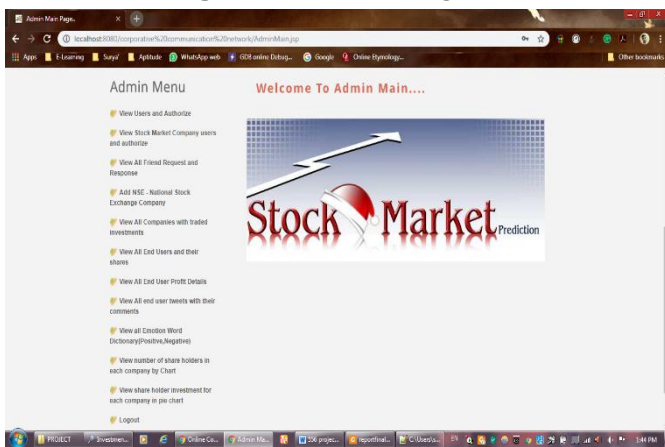 Admin Main Page.
localhost:8080/corporative%20communication%20network/AdminMain.jsp
Apps
E-Learning
Surya'
Aptitude
WhatsApp web
GDB online Debug...
Google
Online Etymology...
Other bookmarks
Admin Menu
Welcome To Admin Main....
View Users and Authorize
View Stock Market Company users
and authorize
View All Friend Request and
Response
Add NSE - National Stock
Exchange Company
View All Companies with traded
investments
View All End Users and their
shares
View All End User Profit Details
View All end user tweets with their
comments
View all Emotion Word
Dictionary(Positive,Negative)
View number of share holders in
each company by Chart
View share holder investment for
each company in pie chart
Logout
Stock Market Prediction
PROJECT
Investmen...
Online Co...
Admin Ma...
556 projec...
reportfinal...
C:\Users\s...
EN
1:44 PM